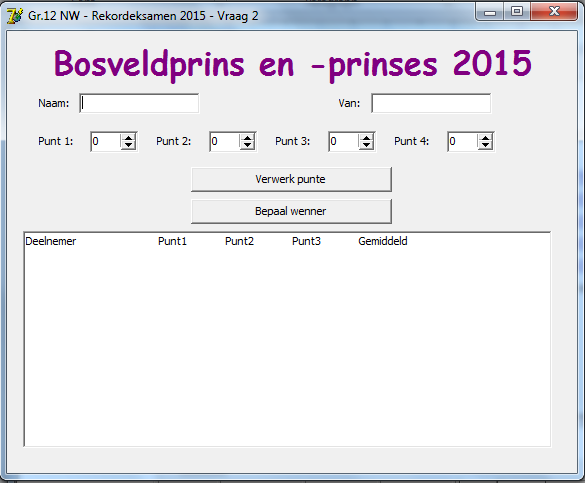 Gr.12 NW - Rekordeksamen 2015 - Vraag 2
Bosveldprins en -prinses 2015
Naam: Van:
Punt 1: 0 Punt 2: 0 Punt 3: 0 Punt 4: 0
Verwerk punte
Bepaal wenner
Deelnemer Punt1 Punt2 Punt3 Gemiddeld